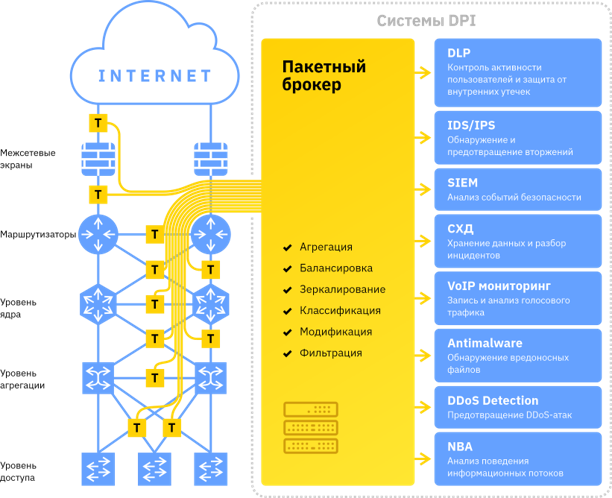 Системы DPI
INTERNET
Пакетный
брокер
DLP
Контроль активности
пользователей и защита от
внутренних утечек
T
IDS/IPS
Обнаружение и
предотвращение вторжений
Межсетевые
экраны
SIEM
Анализ событий безопасности
T
Маршрутизаторы
T
СХД
Хранение данных и разбор
инцидентов
Агрегация
Балансировка
Зеркалирование
Классификация
Модификация
Фильтрация
T
T
VoIP мониторинг
Запись и анализ голосового
трафика
Уровень
ядра
T
T
T
Antimalware
Обнаружение вредоносных
файлов
Уровень
агрегации
T
DDoS Detection
Предотвращение DDoS-атак
T
T
NBA
Анализ поведения
информационных потоков
Уровень
доступа